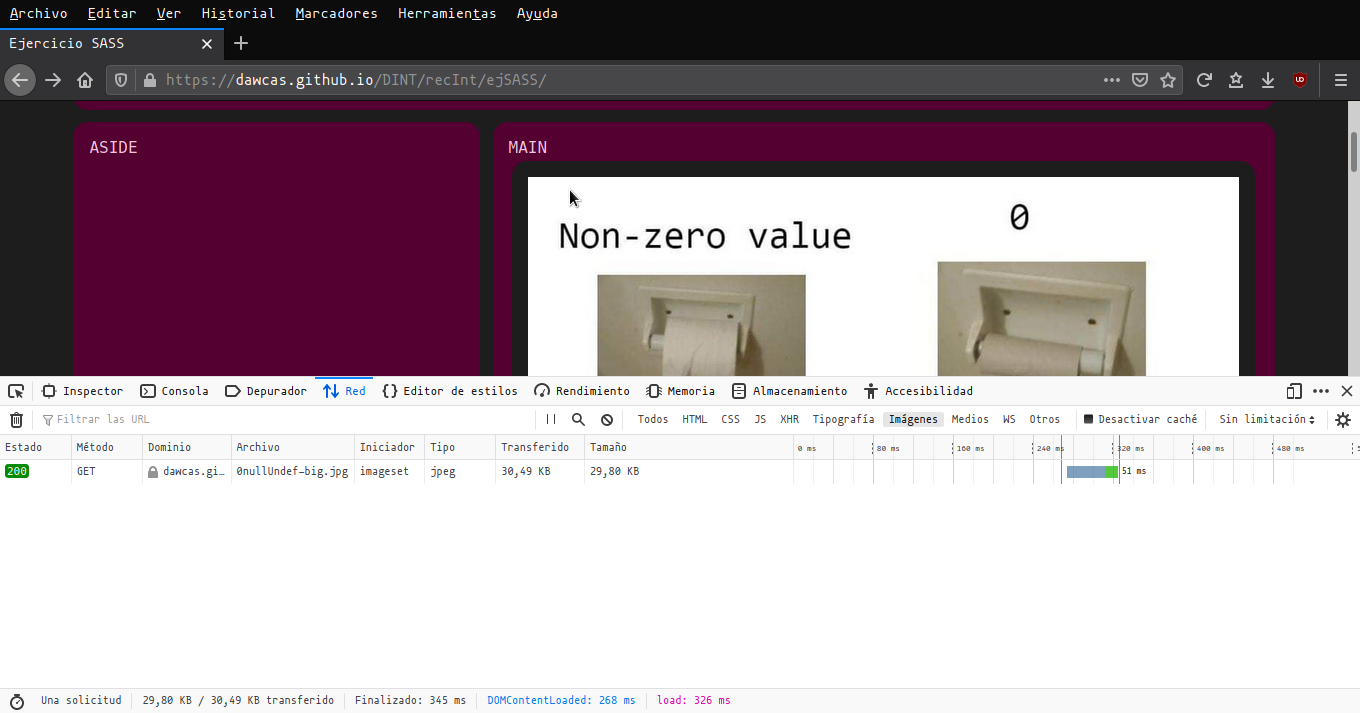 Archivo Editar Ver Historial Marcadores Herramientas Ayuda
Ejercicio SASS
https://dawcas.github.io/DINT/recInt/ejSASS/
ASIDE
MAIN
Non-zero value
0
Inspector Consola Depurador Red Editor de estilos Rendimiento Memoria Almacenamiento Accesibilidad
Filtrar las URL Todos HTML CSS JS XHR Tipografía Imágenes Medios WS Otros Desactivar caché Sin limitación
Estado Método Dominio Archivo Iniciador Tipo Transferido Tamaño 0 ms 80 ms 160 ms 240 ms 320 ms 400 ms 480 ms
200 GET dawcas.gi… 0nullUndef-big.jpg imageset jpeg 30,49 KB 29,80 KB 51 ms
Una solicitud 29,80 KB / 30,49 KB transferido Finalizado: 345 ms DOMContentLoaded: 268 ms load: 326 ms